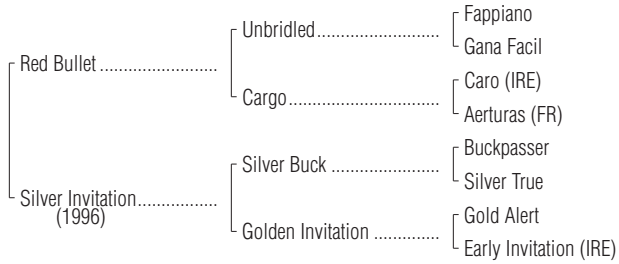 Fappiano
Unbridled..............................
Gana Facil
Red Bullet .............................
Caro (IRE)
Cargo.....................................
Aerturas (FR)
Buckpasser
Silver Buck ...........................
Silver True
Silver Invitation...................
(1996)
Gold Alert
Golden Invitation ................
Early Invitation (IRE)